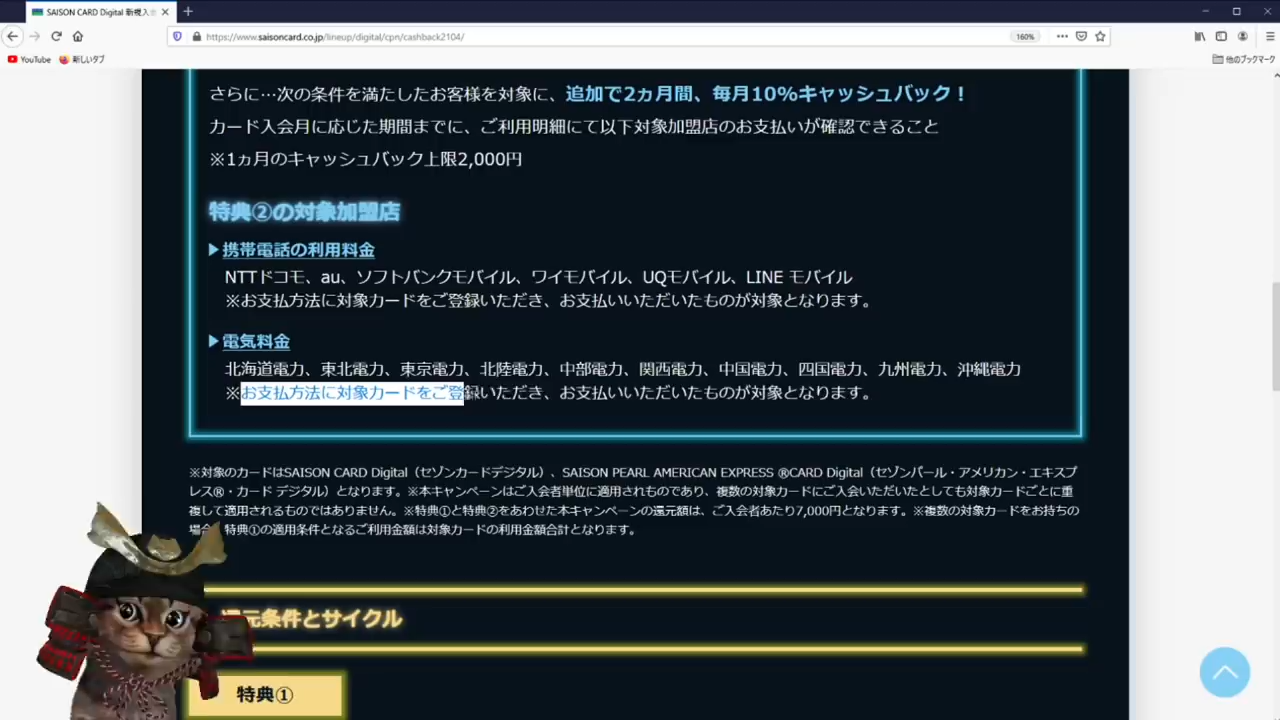 SAISON CARD Digital 新規入
https://www.saisoncard.co.jp/lineup/digital/cpn/cashback2104/
160%
YouTube
新しいタブ
他のブックマーク
さらに…次の条件を満たしたお客様を対象に、追加で2ヵ月間、毎月10%キャッシュバック！
カード入会月に応じた期間までに、ご利用明細にて以下対象加盟店のお支払いが確認できること
※1ヵ月のキャッシュバック上限2,000円
特典②の対象加盟店
▶携帯電話の利用料金
NTTドコモ、au、ソフトバンクモバイル、ワイモバイル、UQモバイル、LINE モバイル
※お支払方法に対象カードをご登録いただき、お支払いいただいたものが対象となります。
▶電気料金
北海道電力、東北電力、東京電力、北陸電力、中部電力、関西電力、中国電力、四国電力、九州電力、沖縄電力
※お支払方法に対象カードをご登録いただき、お支払いいただいたものが対象となります。
※対象のカードはSAISON CARD Digital（セゾンカードデジタル）、SAISON PEARL AMERICAN EXPRESS ®CARD Digital（セゾンパール・アメリカン・エキスプ
レス®・カード デジタル）となります。※本キャンペーンはご入会者単位に適用されものであり、複数の対象カードにご入会いただいたとしても対象カードごとに重
複して適用されるものではありません。※特典①と特典②をあわせた本キャンペーンの還元額は、ご入会者あたり7,000円となります。※複数の対象カードをお持ちの
場合、特典①の適用条件となるご利用金額は対象カードの利用金額合計となります。
還元条件とサイクル
特典①